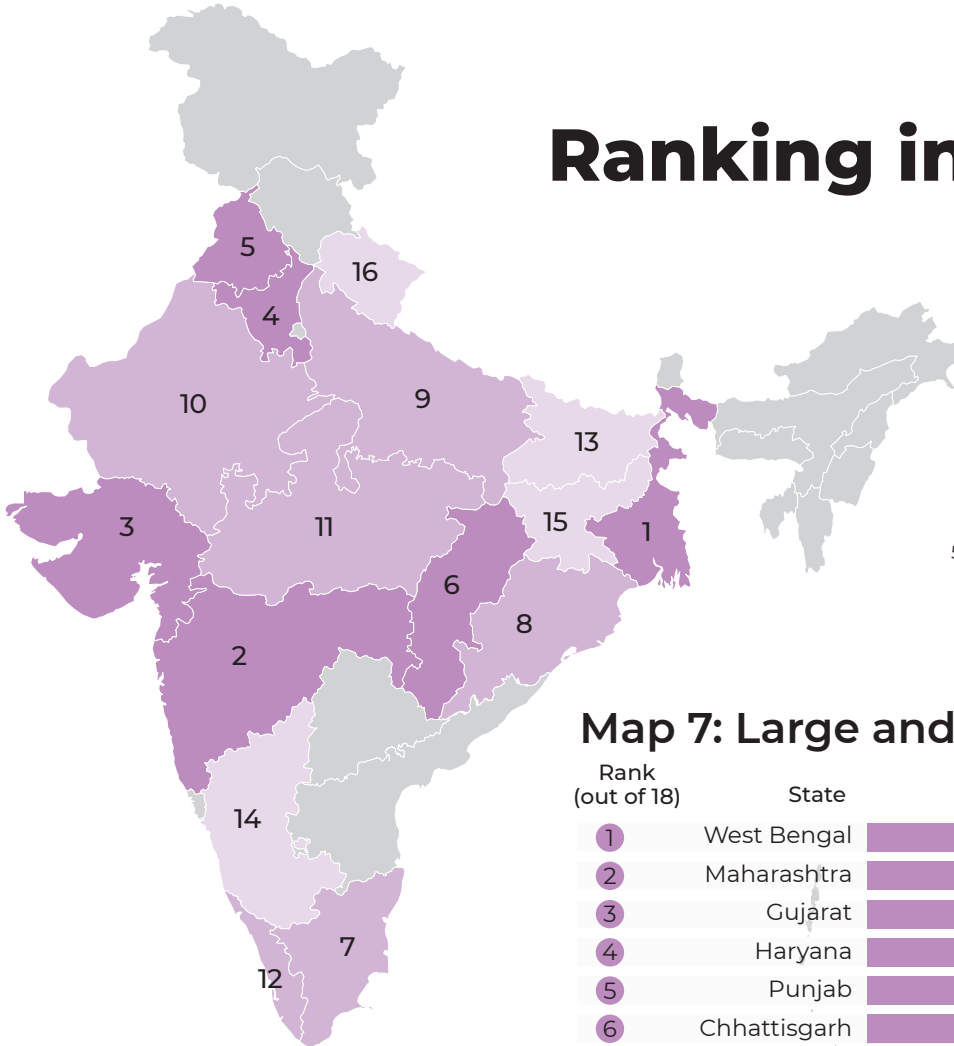 Ranking in
5
16
4
10
9
13
3
11
15
1
6
8
2
14
7
12
Map 7: Large and
Rank
(out of 18)
State
1 West Bengal
2 Maharashtra
3 Gujarat
4 Haryana
5 Punjab
6 Chhattisgarh